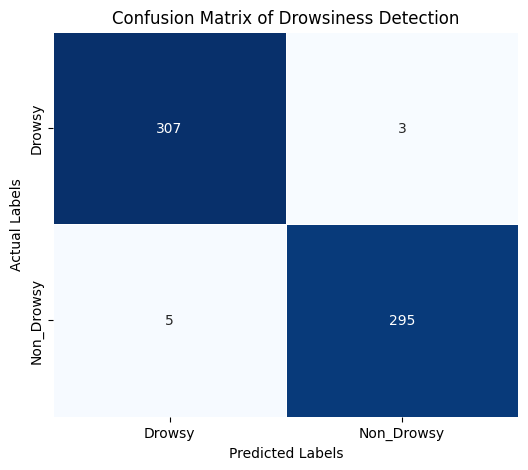 Confusion Matrix of Drowsiness Detection
Actual Labels
Drowsy
307
3
Non_Drowsy
5
295
Drowsy
Non_Drowsy
Predicted Labels